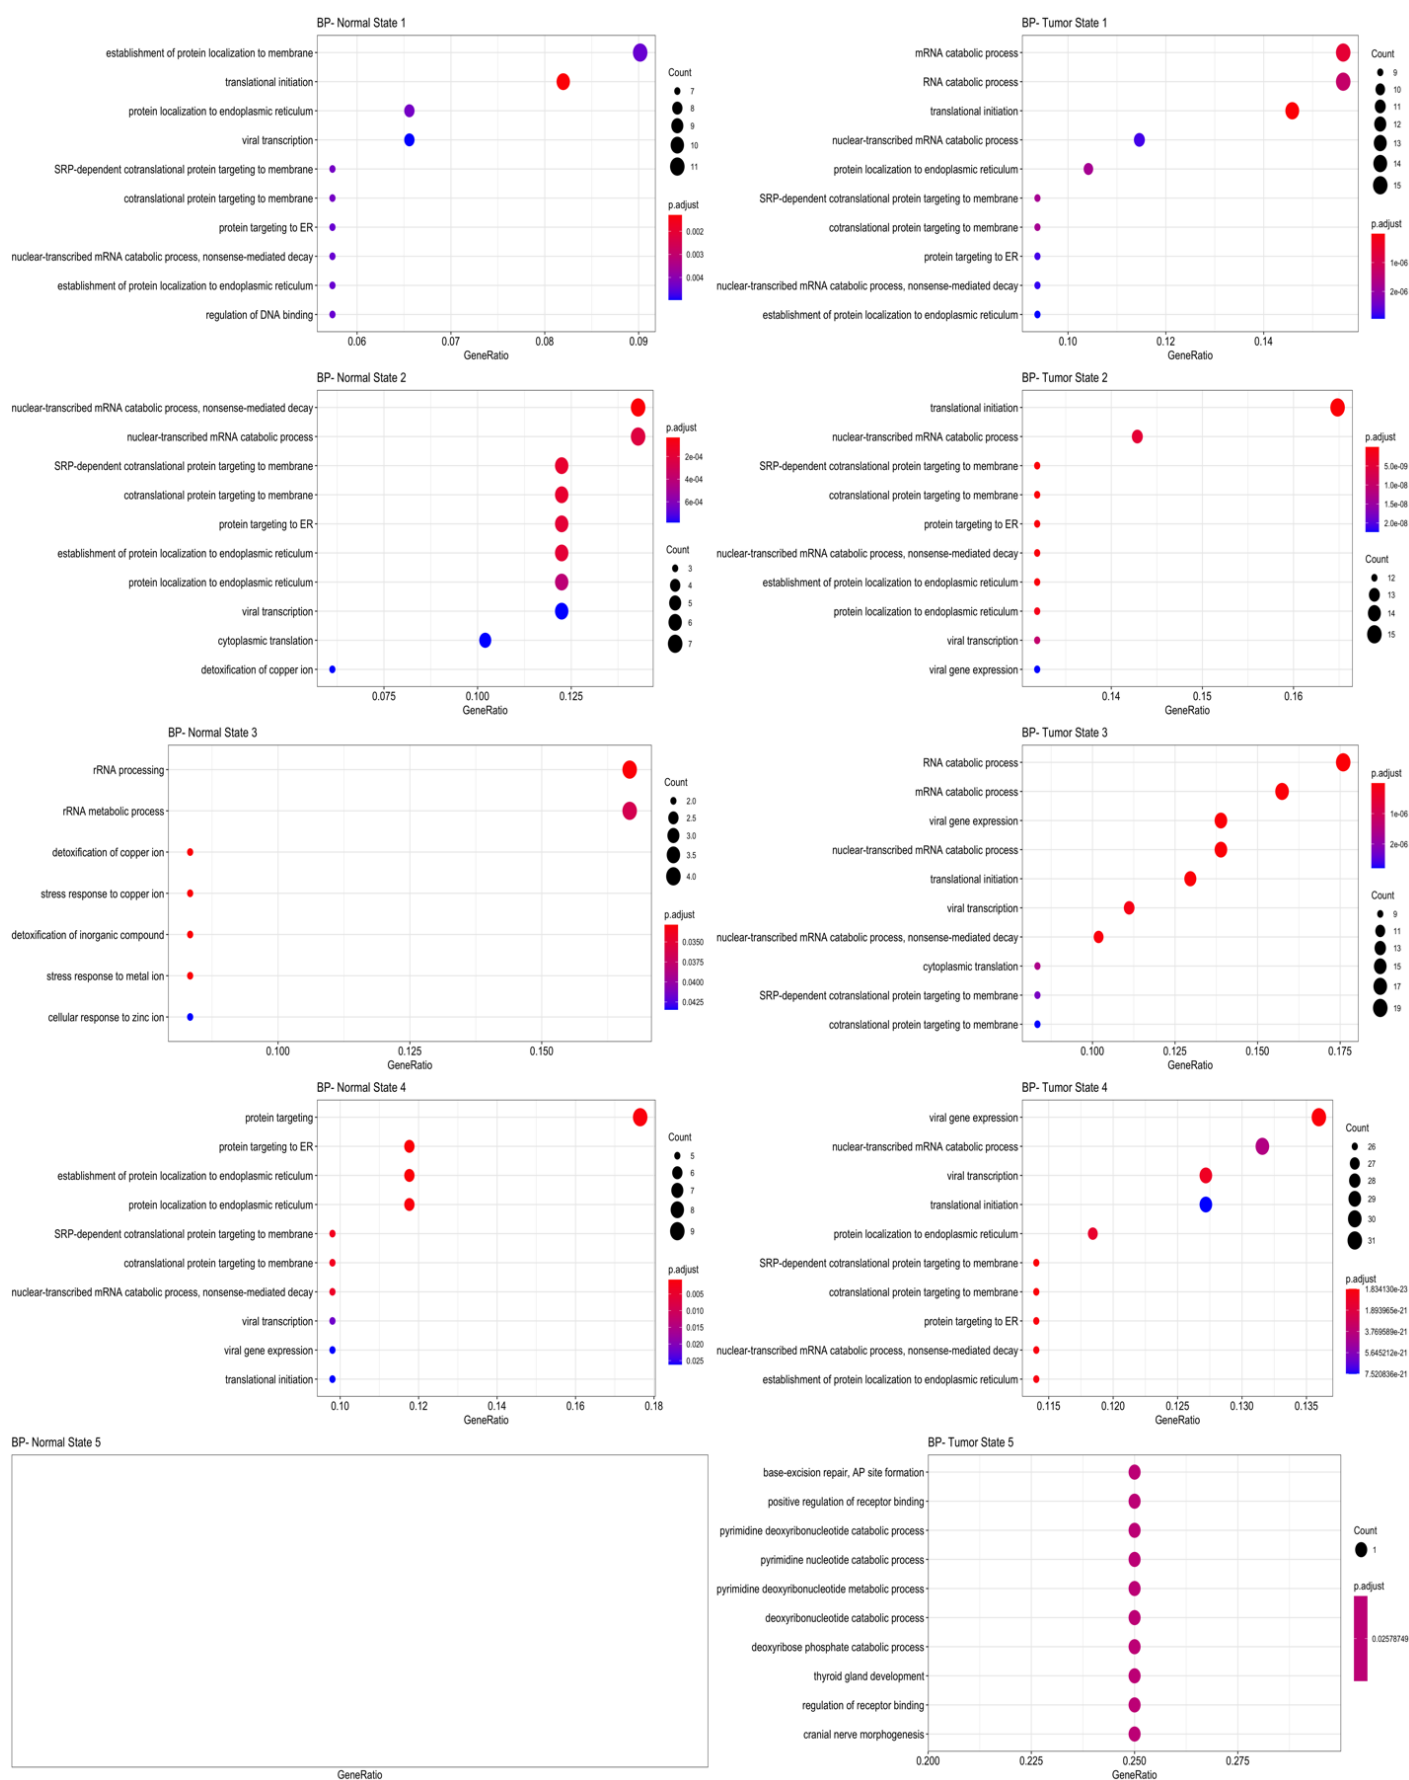 BP- Normal State 1
establishment of protein localization to membrane
translational initiation
protein localization to endoplasmic reticulum
viral transcription
SRP-dependent cotranslational protein targeting to membrane
cotranslational protein targeting to membrane
protein targeting to ER
nuclear-transcribed mRNA catabolic process, nonsense-mediated decay
establishment of protein localization to endoplasmic reticulum
regulation of DNA binding
0.06 0.07 0.08 0.09
GeneRatio
Count
7
8
9
10
11
p.adjust
0.002
0.003
0.004
BP- Tumor State 1
mRNA catabolic process
RNA catabolic process
translational initiation
nuclear-transcribed mRNA catabolic process
protein localization to endoplasmic reticulum
SRP-dependent cotranslational protein targeting to membrane
cotranslational protein targeting to membrane
protein targeting to ER
nuclear-transcribed mRNA catabolic process, nonsense-mediated decay
establishment of protein localization to endoplasmic reticulum
0.10 0.12 0.14
GeneRatio
Count
9
10
11
12
13
14
15
p.adjust
1e-06
2e-06
BP- Normal State 2
nuclear-transcribed mRNA catabolic process, nonsense-mediated decay
nuclear-transcribed mRNA catabolic process
SRP-dependent cotranslational protein targeting to membrane
cotranslational protein targeting to membrane
protein targeting to ER
establishment of protein localization to endoplasmic reticulum
protein localization to endoplasmic reticulum
viral transcription
cytoplasmic translation
detoxification of copper ion
0.075 0.100 0.125
GeneRatio
p.adjust
2e-04
4e-04
6e-04
Count
3
4
5
6
7
BP- Tumor State 2
translational initiation
nuclear-transcribed mRNA catabolic process
SRP-dependent cotranslational protein targeting to membrane
cotranslational protein targeting to membrane
protein targeting to ER
nuclear-transcribed mRNA catabolic process, nonsense-mediated decay
establishment of protein localization to endoplasmic reticulum
protein localization to endoplasmic reticulum
viral transcription
viral gene expression
0.14 0.15 0.16
GeneRatio
p.adjust
5.0e-09
1.0e-08
1.5e-08
2.0e-08
Count
12
13
14
15
BP- Normal State 3
rRNA processing
rRNA metabolic process
detoxification of copper ion
stress response to copper ion
detoxification of inorganic compound
stress response to metal ion
cellular response to zinc ion
0.100 0.125 0.150
GeneRatio
Count
2.0
2.5
3.0
3.5
4.0
p.adjust
0.0350
0.0375
0.0400
0.0425
BP- Tumor State 3
RNA catabolic process
mRNA catabolic process
viral gene expression
nuclear-transcribed mRNA catabolic process
translational initiation
viral transcription
nuclear-transcribed mRNA catabolic process, nonsense-mediated decay
cytoplasmic translation
SRP-dependent cotranslational protein targeting to membrane
cotranslational protein targeting to membrane
0.100 0.125 0.150 0.175
GeneRatio
p.adjust
1e-06
2e-06
Count
9
11
13
15
17
19
BP- Normal State 4
protein targeting
protein targeting to ER
establishment of protein localization to endoplasmic reticulum
protein localization to endoplasmic reticulum
SRP-dependent cotranslational protein targeting to membrane
cotranslational protein targeting to membrane
nuclear-transcribed mRNA catabolic process, nonsense-mediated decay
viral transcription
viral gene expression
translational initiation
0.10 0.12 0.14 0.16 0.18
GeneRatio
Count
5
6
7
8
9
p.adjust
0.005
0.010
0.015
0.020
0.025
BP- Tumor State 4
viral gene expression
nuclear-transcribed mRNA catabolic process
viral transcription
translational initiation
protein localization to endoplasmic reticulum
SRP-dependent cotranslational protein targeting to membrane
cotranslational protein targeting to membrane
protein targeting to ER
nuclear-transcribed mRNA catabolic process, nonsense-mediated decay
establishment of protein localization to endoplasmic reticulum
0.115 0.120 0.125 0.130 0.135
GeneRatio
Count
26
27
28
29
30
31
p.adjust
1.834130e-23
1.893965e-21
3.769589e-21
5.645212e-21
7.520836e-21
BP- Normal State 5
GeneRatio
BP- Tumor State 5
base-excision repair, AP site formation
positive regulation of receptor binding
pyrimidine deoxyribonucleotide catabolic process
pyrimidine nucleotide catabolic process
pyrimidine deoxyribonucleotide metabolic process
deoxyribonucleotide catabolic process
deoxyribose phosphate catabolic process
thyroid gland development
regulation of receptor binding
cranial nerve morphogenesis
0.200 0.225 0.250 0.275
GeneRatio
Count
1
p.adjust
0.02578749